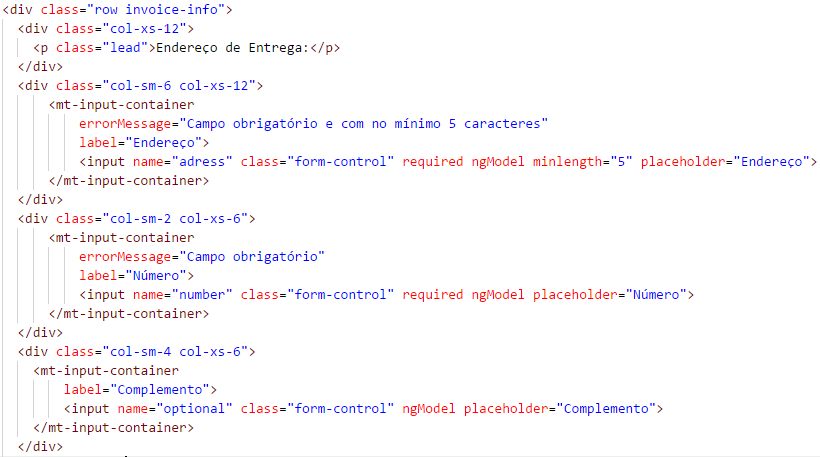 <div class="row invoice-info">
<div class="col-xs-12">
<p class="lead">Endereço de Entrega:</p>
</div>
<div class="col-sm-6 col-xs-12">
<mt-input-container
errorMessage="Campo obrigatório e com no mínimo 5 caracteres"
label="Endereço">
<input name="adress" class="form-control" required ngModel minlength="5" placeholder="Endereço">
</mt-input-container>
</div>
<div class="col-sm-2 col-xs-6">
<mt-input-container
errorMessage="Campo obrigatório"
label="Número">
<input name="number" class="form-control" required ngModel placeholder="Número">
</mt-input-container>
</div>
<div class="col-sm-4 col-xs-6">
<mt-input-container
label="Complemento">
<input name="optional" class="form-control" ngModel placeholder="Complemento">
</mt-input-container>
</div>